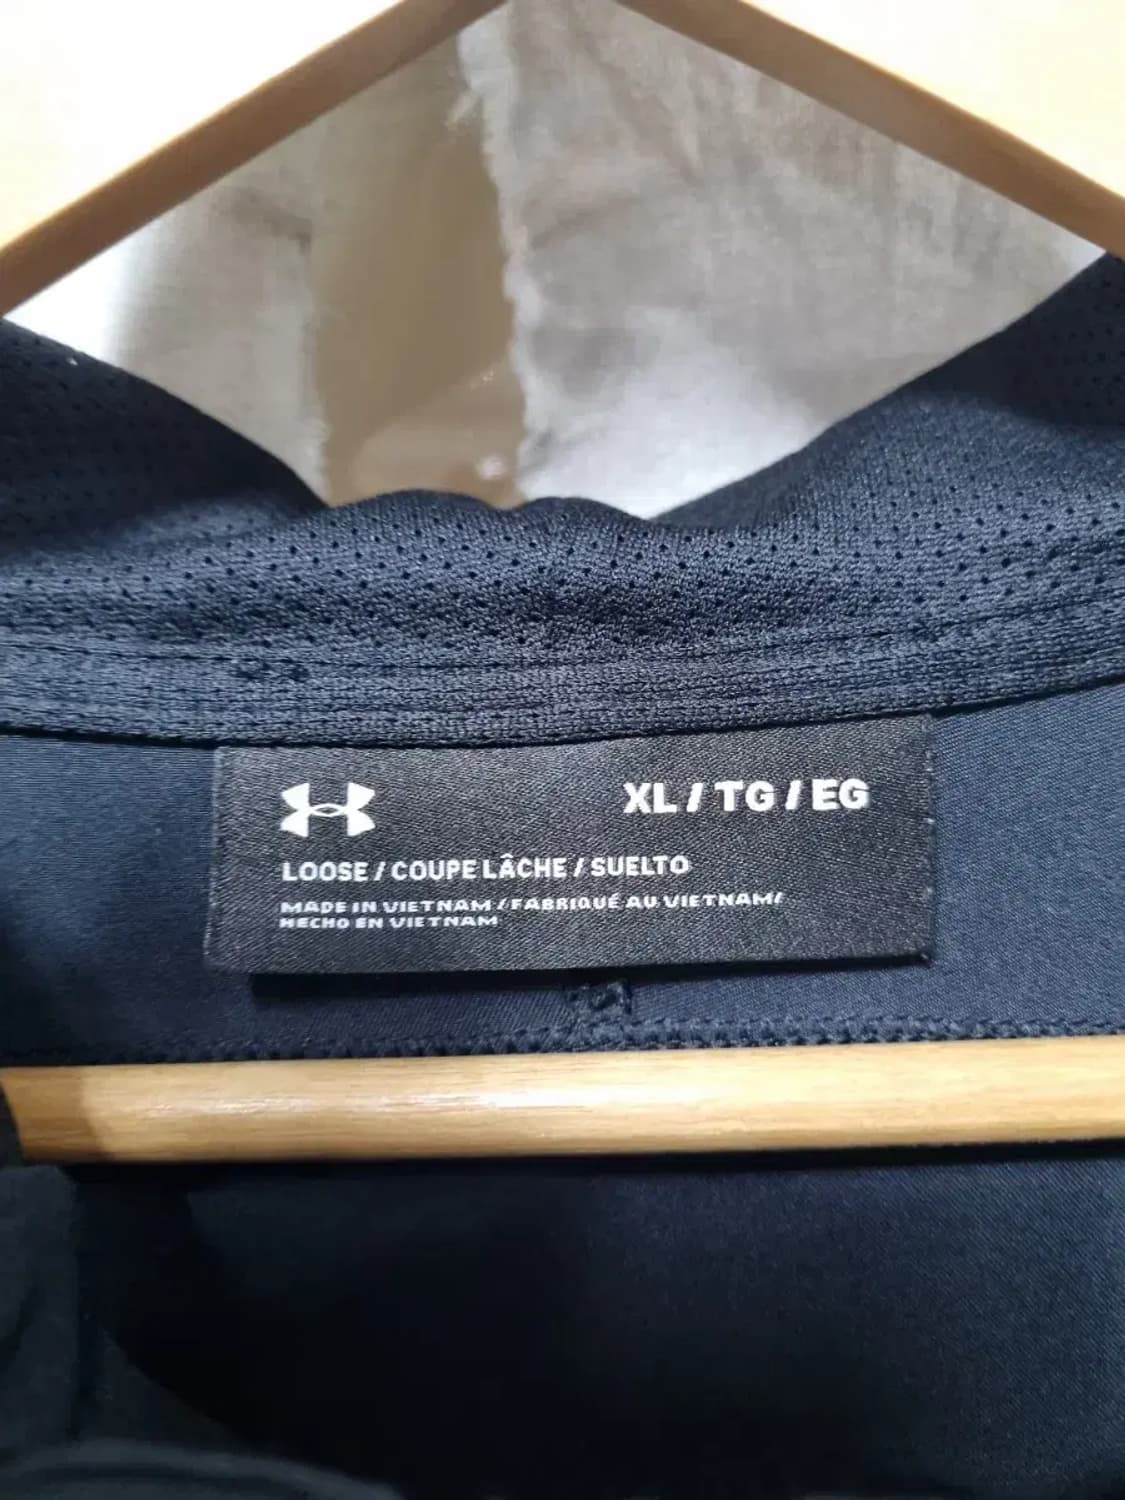 XL / TG / EG
LOOSE / COUPE LÂCHE / SUELTO
MADE IN VIETNAM / FABRIQUÉ AU VIETNAM/
HECHO EN VIETNAM